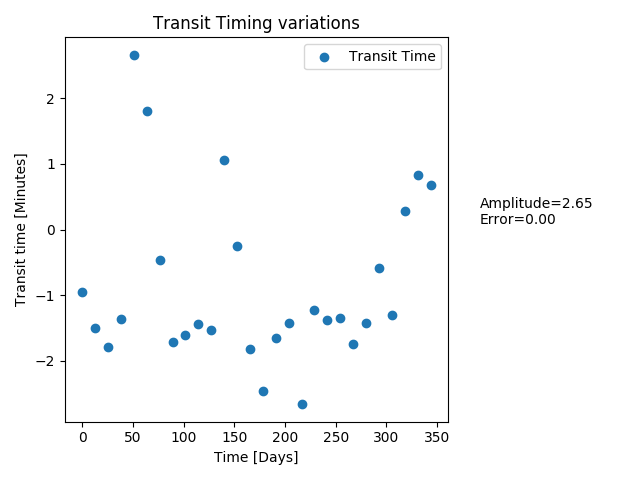 Transit Timing variations
Transit Time
Transit time [Minutes]
2
1
0
−1
−2
Amplitude=2.65
Error=0.00
0 50 100 150 200 250 300 350
Time [Days]